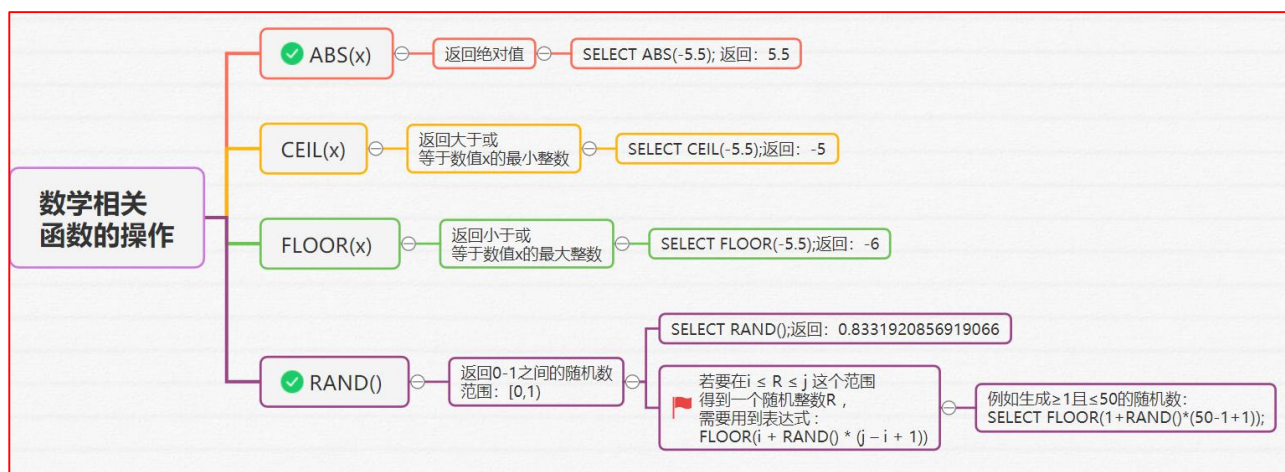 数学相关
函数的操作
ABS(x)
返回绝对值
SELECT ABS(-5.5); 返回：5.5
CEIL(x)
返回大于或
等于数值x的最小整数
SELECT CEIL(-5.5);返回：-5
FLOOR(x)
返回小于或
等于数值x的最大整数
SELECT FLOOR(-5.5);返回：-6
RAND()
返回0-1之间的随机数
范围：[0,1)
SELECT RAND();返回：0.8331920856919066
若要在i ≤ R ≤ j 这个范围
得到一个随机整数R，
需要用到表达式：
FLOOR(i + RAND() * (j – i + 1))
例如生成≥1且≤50的随机数：
SELECT FLOOR(1+RAND()*(50-1+1));